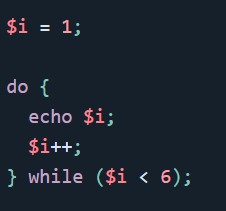 $i = 1;

do {
  echo $i;
  $i++;
} while ($i < 6);